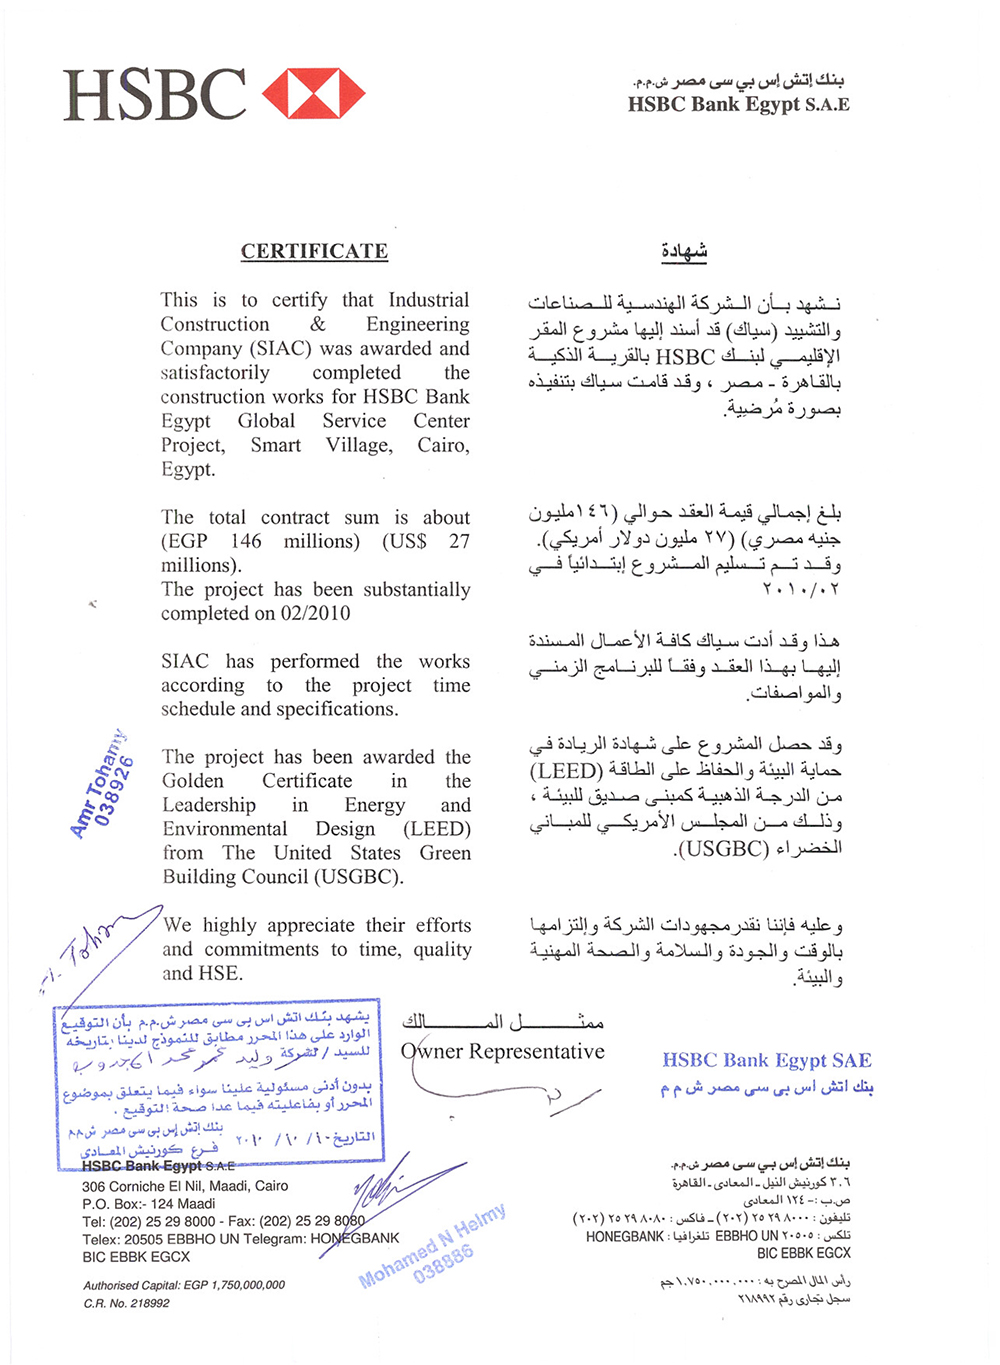 HSBC
بنك إتش إس بي سى مصر ش.م.م.
HSBC Bank Egypt S.A.E
CERTIFICATE
This is to certify that Industrial
Construction & Engineering
Company (SIAC) was awarded and
satisfactorily completed the
construction works for HSBC Bank
Egypt Global Service Center
Project, Smart Village, Cairo,
Egypt.
The total contract sum is about
(EGP 146 millions) (US$ 27
millions).
The project has been substantially
completed on 02/2010
SIAC has performed the works
according to the project time
schedule and specifications.
The project has been awarded the
Golden Certificate in the
Leadership in Energy and
Environmental Design (LEED)
from The United States Green
Building Council (USGBC).
We highly appreciate their efforts
and commitments to time, quality
and HSE.
شهادة
نشهد بأن الشركة الهندسية للصناعات
والتشييد (سياك) قد أسند إليها مشروع المقر
الإقليمي لبنك HSBC بالقرية الذكية
بالقاهرة - مصر ، وقد قامت سياك بتنفيذه
بصورة مُرضية.
بلغ إجمالي قيمة العقد حوالي (١٤٦مليون
جنيه مصري) (٢٧ مليون دولار أمريكي).
وقد تم تسليم المشروع إبتدائياً في
٢٠١٠/٠٢
هذا وقد أدت سياك كافة الأعمال المسندة
إليها بهذا العقد وفقاً للبرنامج الزمني
والمواصفات.
وقد حصل المشروع على شهادة الريادة في
حماية البيئة والحفاظ على الطاقة (LEED)
من الدرجة الذهبية كمبنى صديق للبيئة ،
وذلك من المجلس الأمريكي للمباني
الخضراء (USGBC).
وعليه فإننا نقدر مجهودات الشركة وإلتزامها
بالوقت والجودة والسلامة والصحة المهنية
والبيئة.
Amr Tohamy
038926
ممثل المالك
Owner Representative
HSBC Bank Egypt SAE
بنك اتش اس بى سى مصر ش م م
يشهد بنك اتش اس بى سى مصر ش.م.م بأن التوقيع
الوارد على هذا المحرر مطابق للنموذج لدينا بتاريخه
للسيد / لشركة وليد
بدون أدنى مسئولية علينا سواء فيما يتعلق بموضوع
المحرر أو بفاعليته فيما عدا صحة التوقيع .
بنك إتش إس بى سى مصر ش.م.م
التاريخ ١٠ / ١٠ / ٢٠١٠
فرع كورنيش المعادى
HSBC Bank Egypt S.A.E
306 Corniche El Nil, Maadi, Cairo
P.O. Box:- 124 Maadi
Tel: (202) 25 29 8000 - Fax: (202) 25 29 8080
Telex: 20505 EBBHO UN Telegram: HONEGBANK
BIC EBBK EGCX
Authorised Capital: EGP 1,750,000,000
C.R. No. 218992
Mohamed N Helmy
038886
بنك إتش إس بي سى مصر ش.م.م.
٣٠٦ كورنيش النيل ـ المعادى ـ القاهرة
ص.ب :- ١٢٤ المعادى
تليفون : ٨٠٠٠ ٢٩ ٢٥ (٢٠٢) ـ فاكس : ٨٠٨٠ ٢٩ ٢٥ (٢٠٢)
تلكس : ٢٠٥٠٥ EBBHO UN تلغرافيا : HONEGBANK
BIC EBBK EGCX
رأس المال المصرح به : ١,٧٥٠,٠٠٠,٠٠٠ جم
سجل تجارى رقم ٢١٨٩٩٢